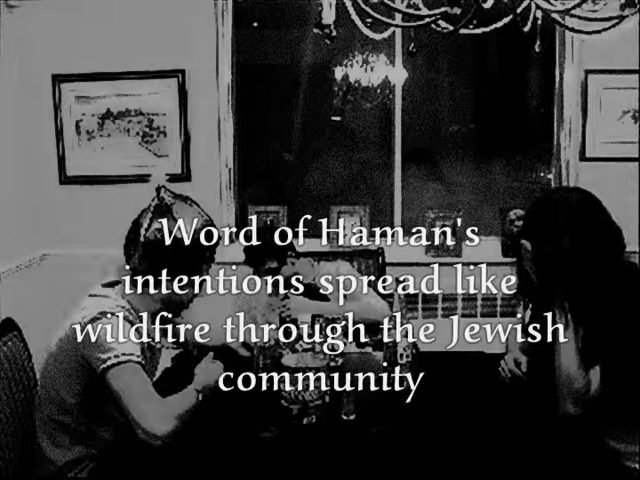 Word of Haman's
intentions spread like
wildfire through the Jewish
community